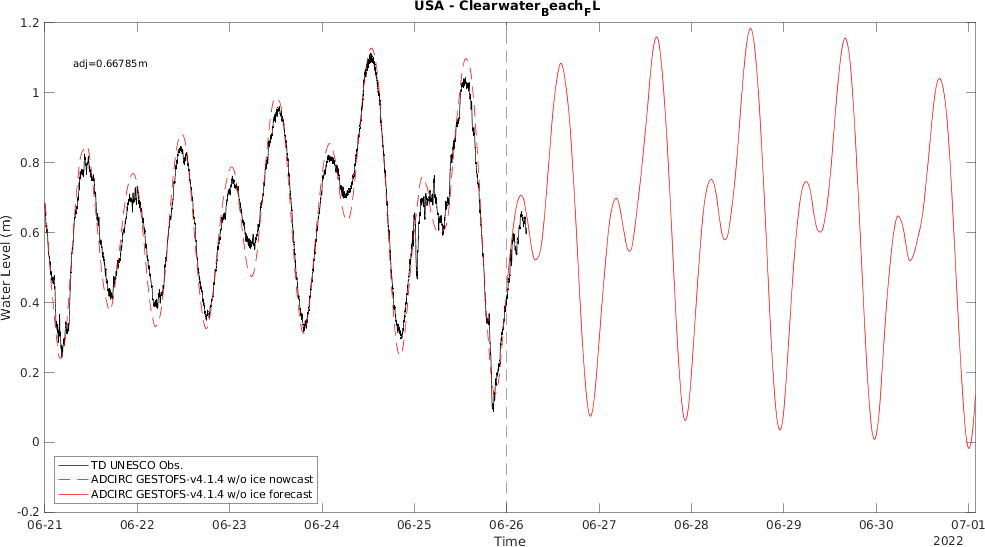 USA - Clearwater_Beach_FL
adj=0.66785m
1.2
1
0.8
0.6
0.4
0.2
0
-0.2
Water Level (m)
TD UNESCO Obs.
ADCIRC GESTOFS-v4.1.4 w/o ice nowcast
ADCIRC GESTOFS-v4.1.4 w/o ice forecast
06-21 06-22 06-23 06-24 06-25 06-26 06-27 06-28 06-29 06-30 07-01
Time
2022